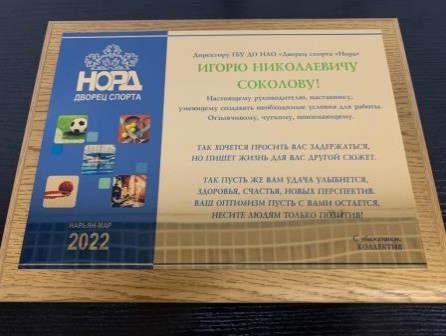 НОРД
ДВОРЕЦ СПОРТА
НАРЬЯН-МАР
2022
Директору ГБУ ДО НАО «Дворец спорта «Норд»
ИГОРЮ НИКОЛАЕВИЧУ
СОКОЛОВУ!
Настоящему руководителю, наставнику,
умеющему создавать необходимые условия для работы.
Отзывчивому, чуткому, понимающему.
ТАК ХОЧЕТСЯ ПРОСИТЬ ВАС ЗАДЕРЖАТЬСЯ,
НО ПИШЕТ ЖИЗНЬ ДЛЯ ВАС ДРУГОЙ СЮЖЕТ.
ТАК ПУСТЬ ЖЕ ВАМ УДАЧА УЛЫБНЕТСЯ,
ЗДОРОВЬЯ, СЧАСТЬЯ, НОВЫХ ПЕРСПЕКТИВ.
ВАШ ОПТИМИЗМ ПУСТЬ С ВАМИ ОСТАЕТСЯ,
НЕСИТЕ ЛЮДЯМ ТОЛЬКО ПОЗИТИВ!
С уважением,
КОЛЛЕКТИВ